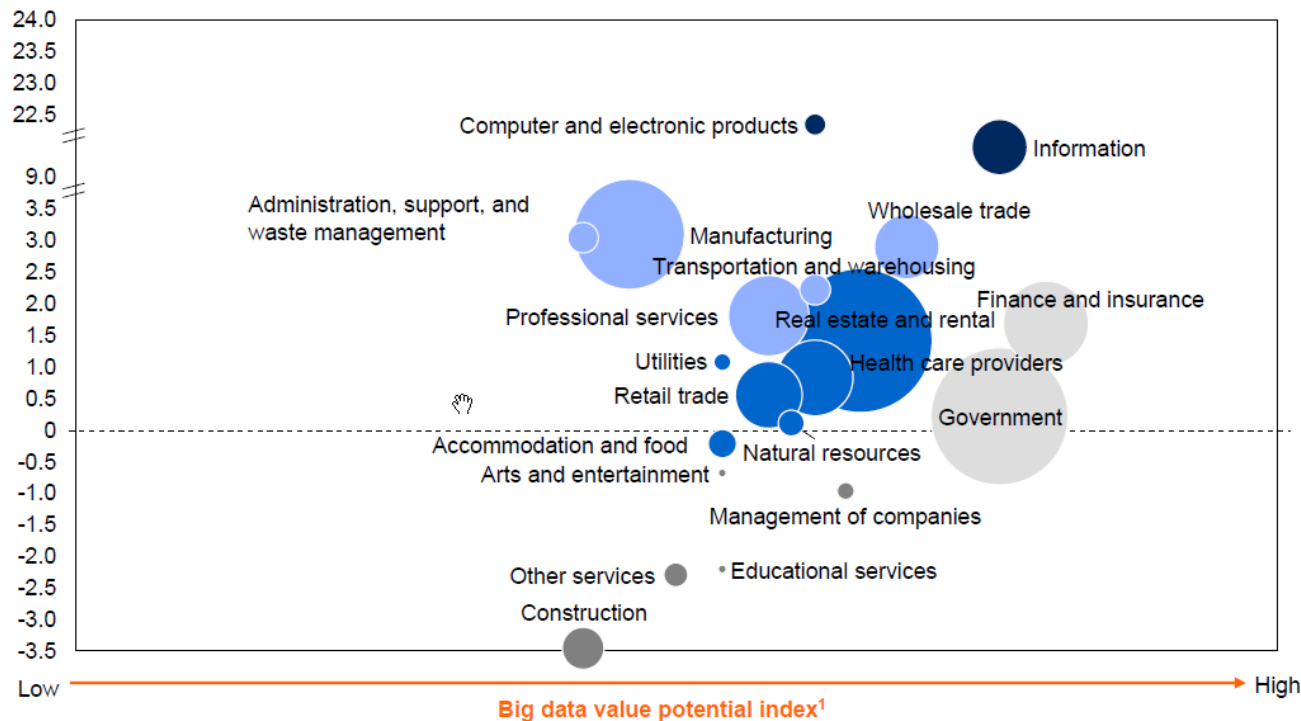 24.0
23.5
23.0
22.5
9.0
3.5
3.0
2.5
2.0
1.5
1.0
0.5
0
-0.5
-1.0
-1.5
-2.0
-2.5
-3.0
-3.5
Computer and electronic products
Information
Administration, support, and
waste management
Wholesale trade
Manufacturing
Transportation and warehousing
Finance and insurance
Professional services
Real estate and rental
Utilities
Health care providers
Retail trade
Government
Accommodation and food
Natural resources
Arts and entertainment
Management of companies
Other services
Educational services
Construction
Low
High
Big data value potential index¹